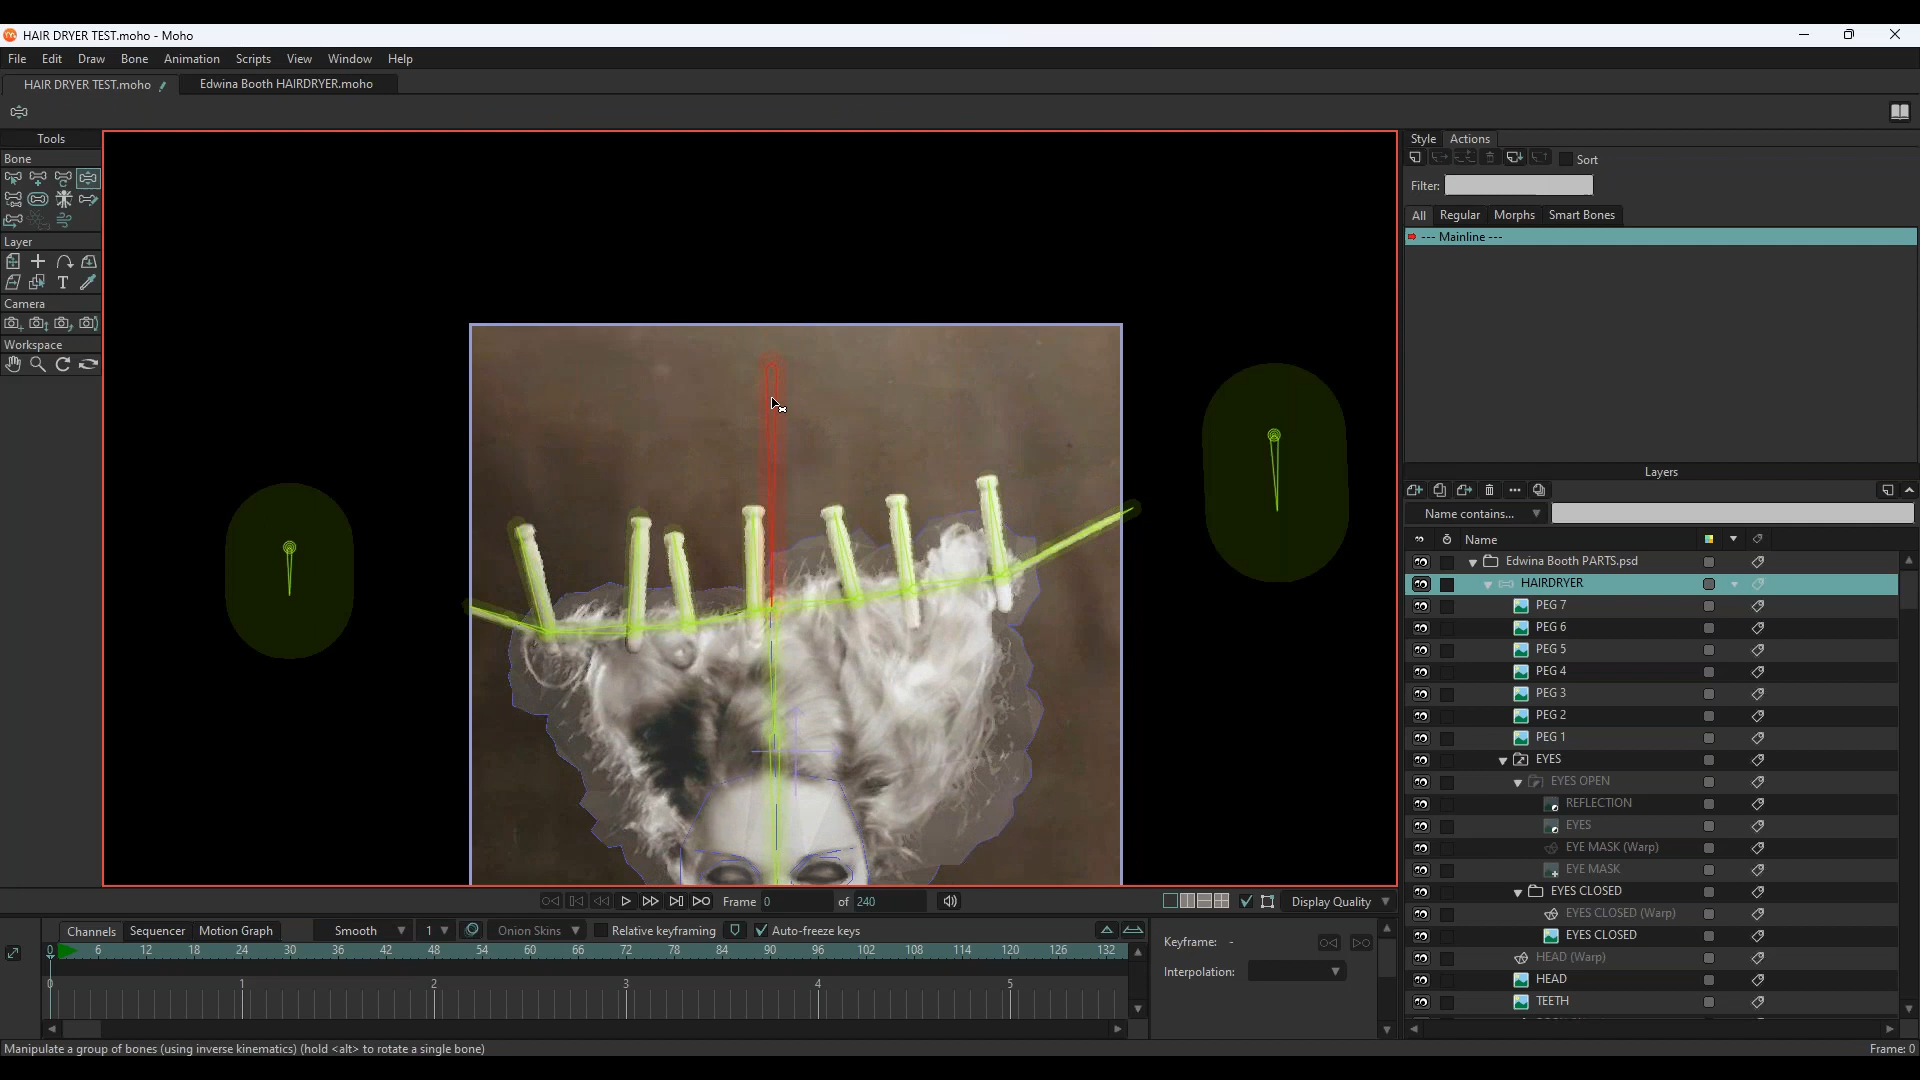 HAIR DRYER TEST.moho - Moho
File Edit Draw Bone Animation Scripts View Window Help
HAIR DRYER TEST.moho Edwina Booth HAIRDRYER.moho
Tools
Bone
Layer
Camera
Workspace
Style Actions
Sort
Filter:
All Regular Morphs Smart Bones
--- Mainline ---
Layers
Name contains...
Name
Edwina Booth PARTS.psd
HAIRDRYER
PEG 7
PEG 6
PEG 5
PEG 4
PEG 3
PEG 2
PEG 1
EYES
EYES OPEN
REFLECTION
EYES
EYE MASK (Warp)
EYE MASK
EYES CLOSED
EYES CLOSED (Warp)
EYES CLOSED
HEAD (Warp)
HEAD
TEETH
Frame 0 of 240 Display Quality
Channels Sequencer Motion Graph Smooth 1 Onion Skins Relative keyframing Auto-freeze keys
0 6 12 18 24 30 36 42 48 54 60 66 72 78 84 90 96 102 108 114 120 126 132
0 1 2 3 4 5
Keyframe: -
Interpolation:
Manipulate a group of bones (using inverse kinematics) (hold <alt> to rotate a single bone)
Frame: 0